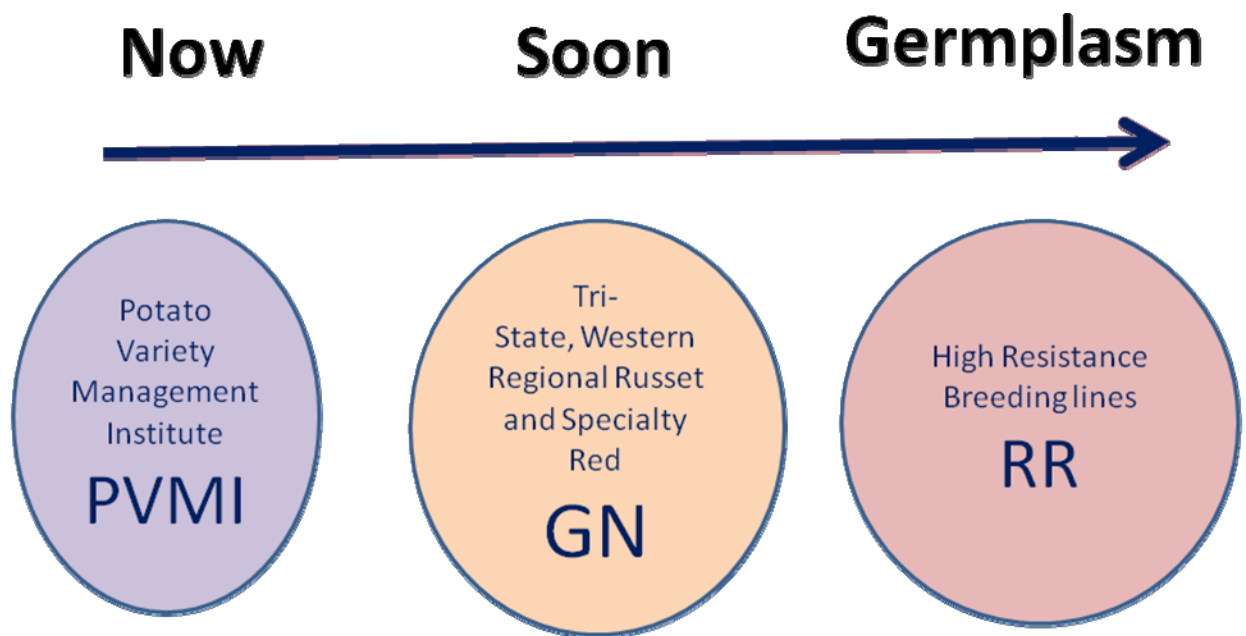 Now
Soon
Germplasm
Potato
Variety
Management
Institute
PVMI
Tri-
State, Western
Regional Russet
and Specialty
Red
GN
High Resistance
Breeding lines
RR